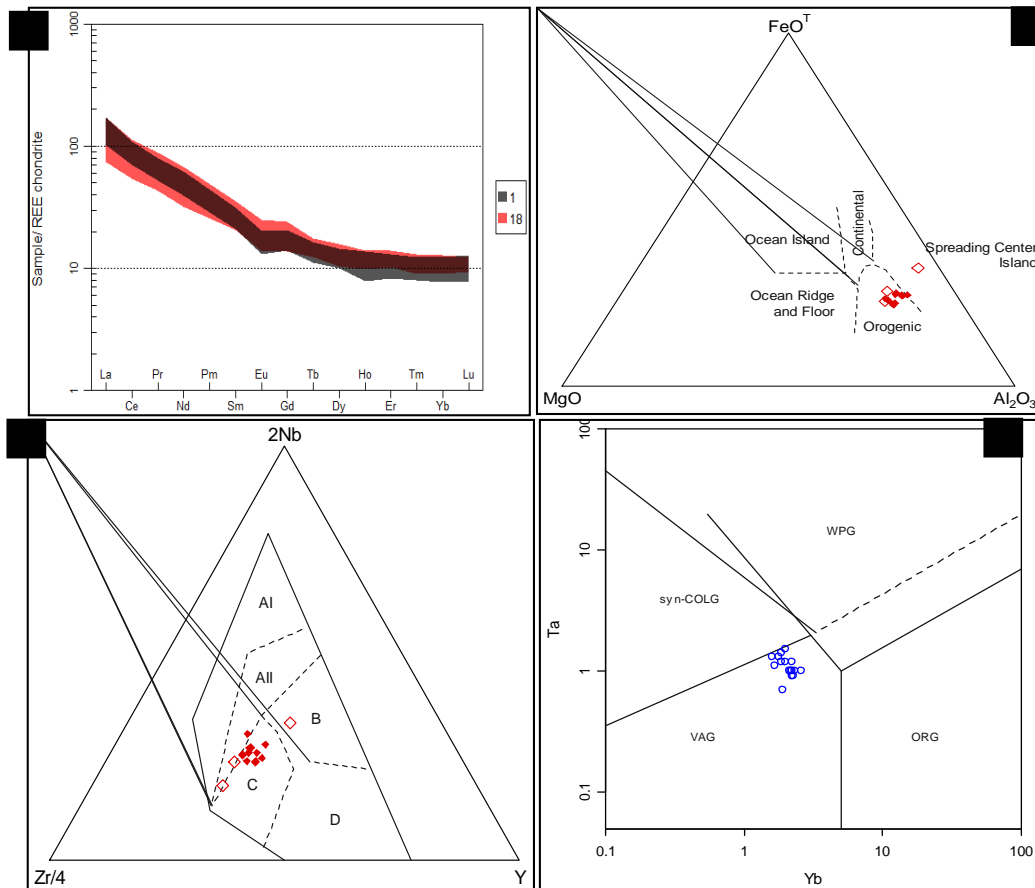 1000
100
10
1
Sample/ REE chondrite
La
Pr
Pm
Eu
Tb
Ho
Tm
Lu
Ce
Nd
Sm
Gd
Dy
Er
Yb
1
18
FeOᵀ
Ocean Island
Continental
Spreading Center
Island
Ocean Ridge
and Floor
Orogenic
MgO
Al₂O₃
2Nb
AI
AII
B
C
D
Zr/4
Y
100
10
1
0.1
Ta
WPG
syn-COLG
VAG
ORG
0.1
1
10
100
Yb